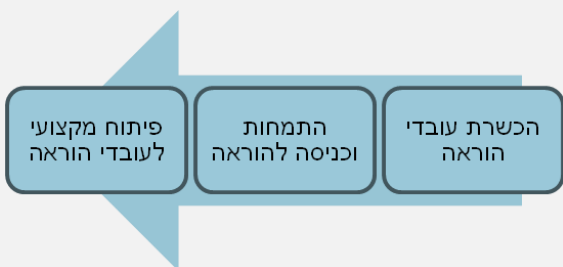 הכשרת עובדי
הוראה
התמחות
וכניסה להוראה
פיתוח מקצועי
לעובדי הוראה